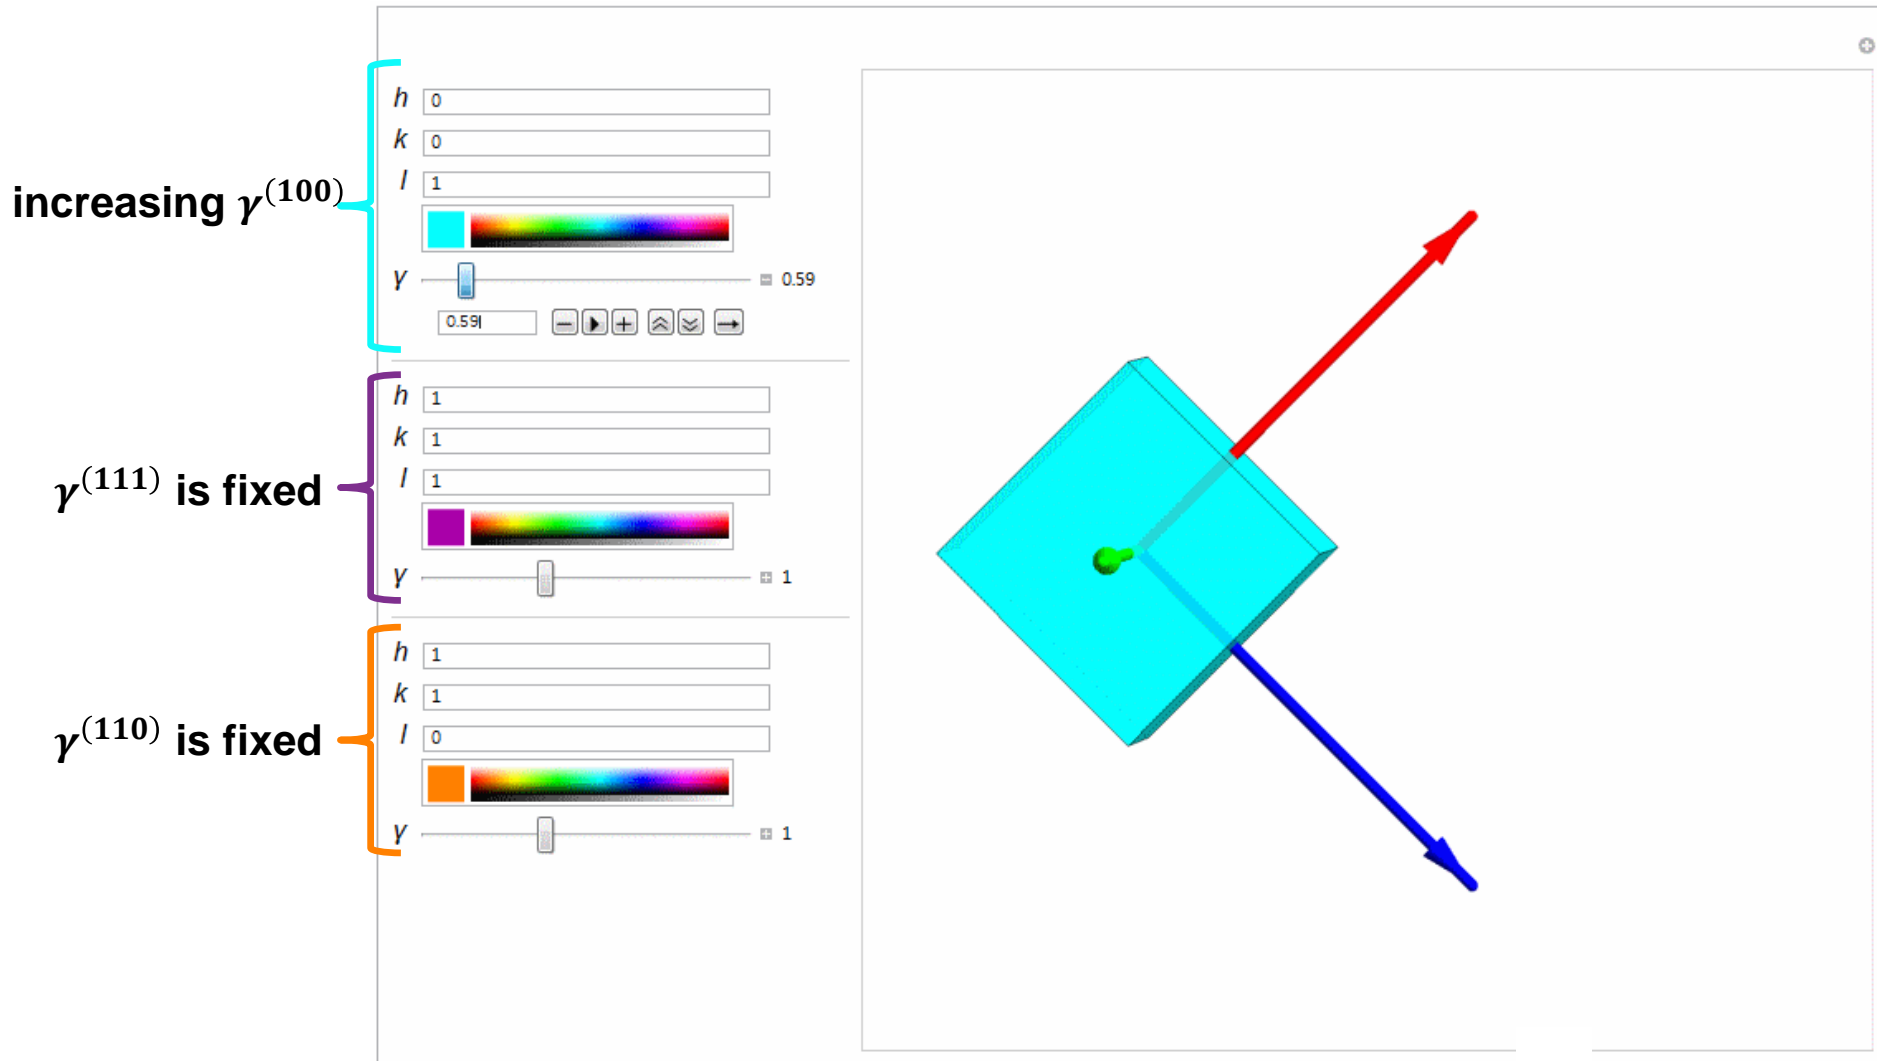 h 0
k 0
l 1
increasing γ^(100)
γ 0.59
0.59
h 1
k 1
l 1
γ^(111) is fixed
γ 1
h 1
k 1
l 0
γ^(110) is fixed
γ 1